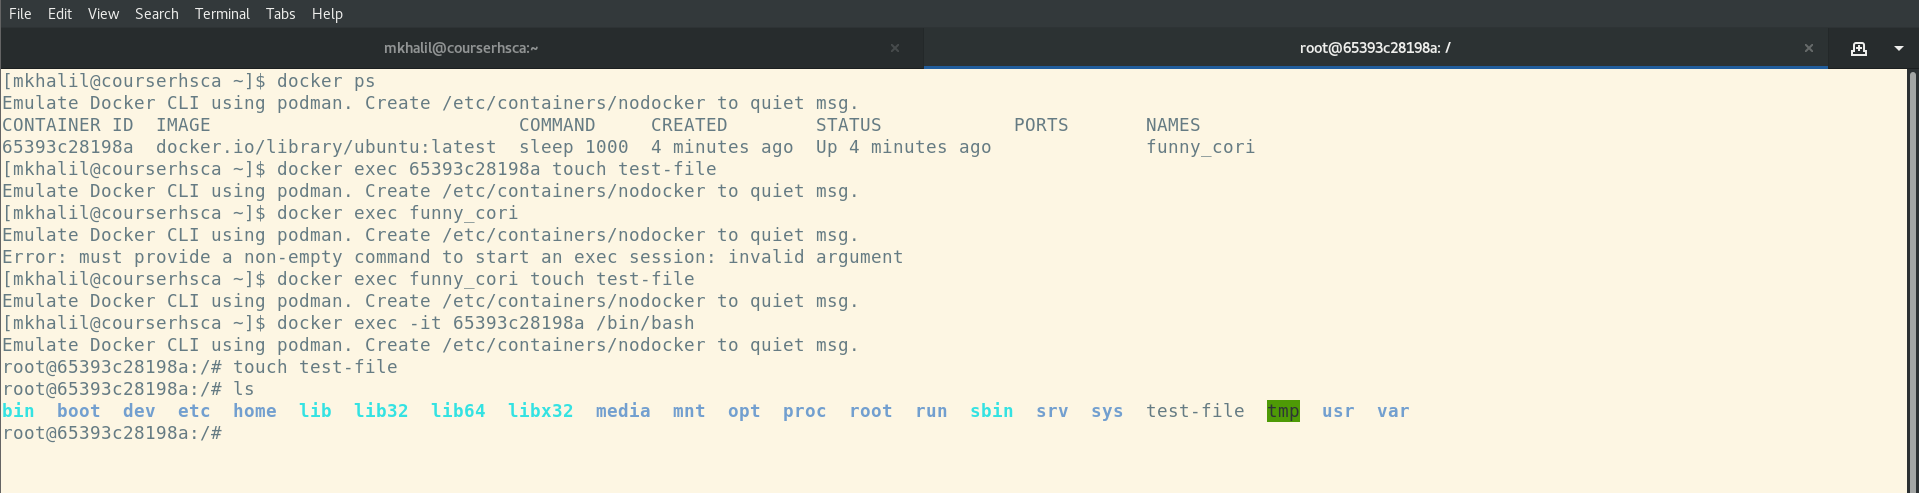 File Edit View Search Terminal Tabs Help
mkhalil@courserhsca:~ × root@65393c28198a: / ×
[mkhalil@courserhsca ~]$ docker ps
Emulate Docker CLI using podman. Create /etc/containers/nodocker to quiet msg.
CONTAINER ID  IMAGE                            COMMAND     CREATED        STATUS            PORTS       NAMES
65393c28198a  docker.io/library/ubuntu:latest  sleep 1000  4 minutes ago  Up 4 minutes ago              funny_cori
[mkhalil@courserhsca ~]$ docker exec 65393c28198a touch test-file
Emulate Docker CLI using podman. Create /etc/containers/nodocker to quiet msg.
[mkhalil@courserhsca ~]$ docker exec funny_cori
Emulate Docker CLI using podman. Create /etc/containers/nodocker to quiet msg.
Error: must provide a non-empty command to start an exec session: invalid argument
[mkhalil@courserhsca ~]$ docker exec funny_cori touch test-file
Emulate Docker CLI using podman. Create /etc/containers/nodocker to quiet msg.
[mkhalil@courserhsca ~]$ docker exec -it 65393c28198a /bin/bash
Emulate Docker CLI using podman. Create /etc/containers/nodocker to quiet msg.
root@65393c28198a:/# touch test-file
root@65393c28198a:/# ls
bin  boot  dev  etc  home  lib  lib32  lib64  libx32  media  mnt  opt  proc  root  run  sbin  srv  sys  test-file  tmp  usr  var
root@65393c28198a:/#